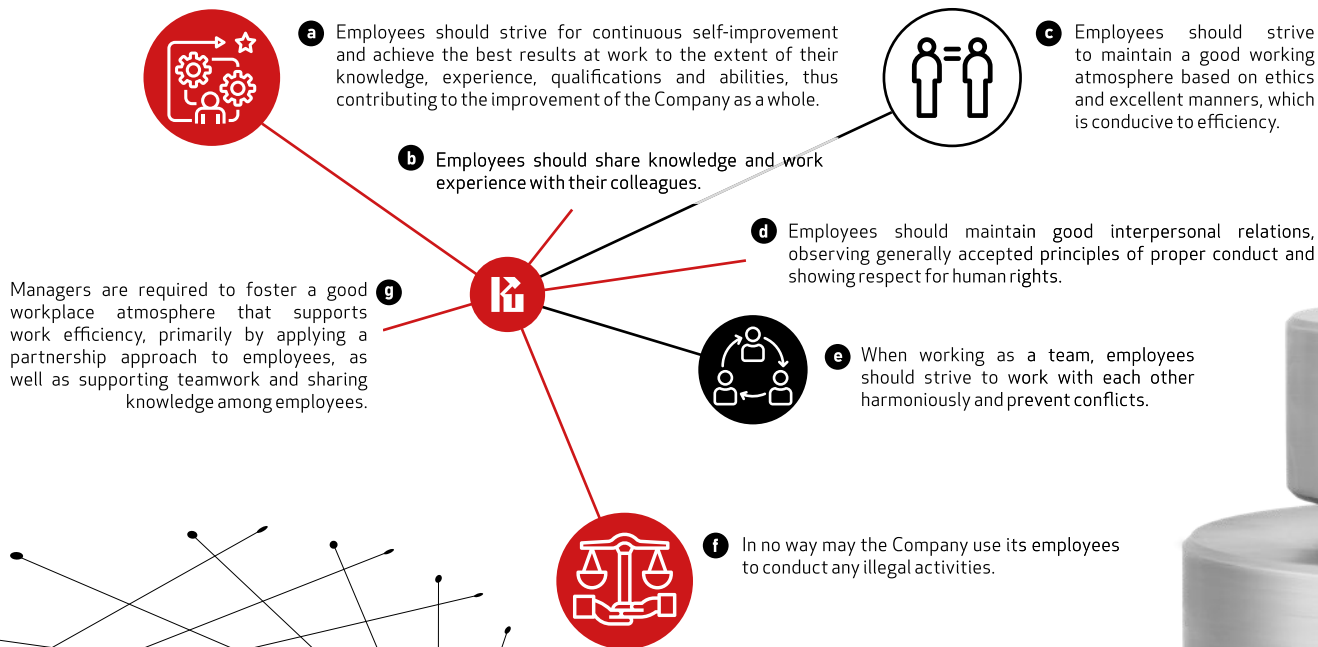 a Employees should strive for continuous self-improvement
and achieve the best results at work to the extent of their
knowledge, experience, qualifications and abilities, thus
contributing to the improvement of the Company as a whole.
b Employees should share knowledge and work
experience with their colleagues.
c Employees should strive
to maintain a good working
atmosphere based on ethics
and excellent manners, which
is conducive to efficiency.
d Employees should maintain good interpersonal relations,
observing generally accepted principles of proper conduct and
showing respect for human rights.
e When working as a team, employees
should strive to work with each other
harmoniously and prevent conflicts.
f In no way may the Company use its employees
to conduct any illegal activities.
g Managers are required to foster a good
workplace atmosphere that supports
work efficiency, primarily by applying a
partnership approach to employees, as
well as supporting teamwork and sharing
knowledge among employees.